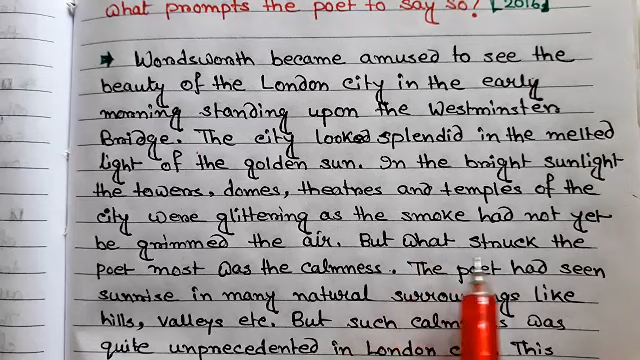 what prompts the poet to say so? [2016]
→ Wordsworth became amused to see the
beauty of the London city in the early
morning standing upon the Westminster
Bridge. The city looked splendid in the melted
light of the golden sun. In the bright sunlight
the towers, domes, theatres and temples of the
city were glittering as the smoke had not yet
be grimmed the air. But what struck the
poet most was the calmness. The poet had seen
sunrise in many natural like
hills, valleys etc. But such was
quite unprecedented in London This